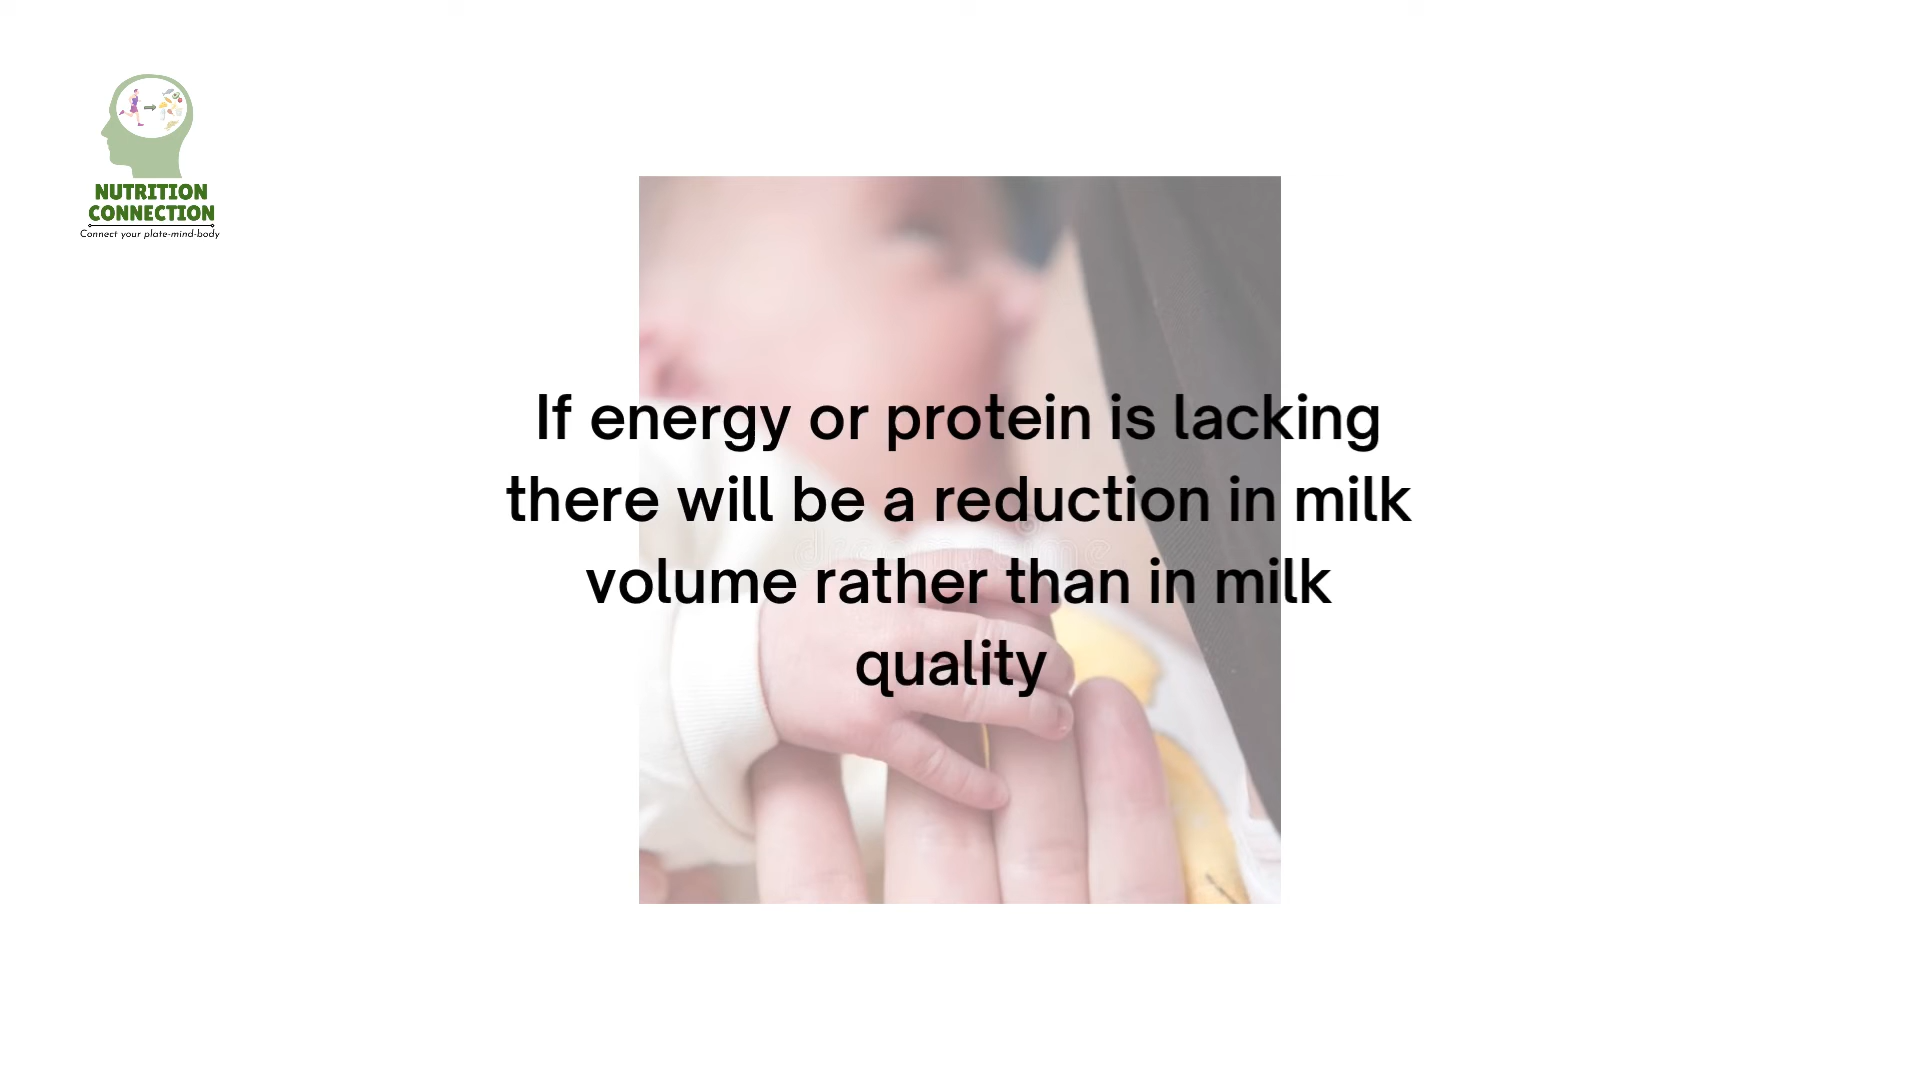 NUTRITION
CONNECTION
Connect your plate-mind-body
If energy or protein is lacking
there will be a reduction in milk
volume rather than in milk
quality
dreamstime